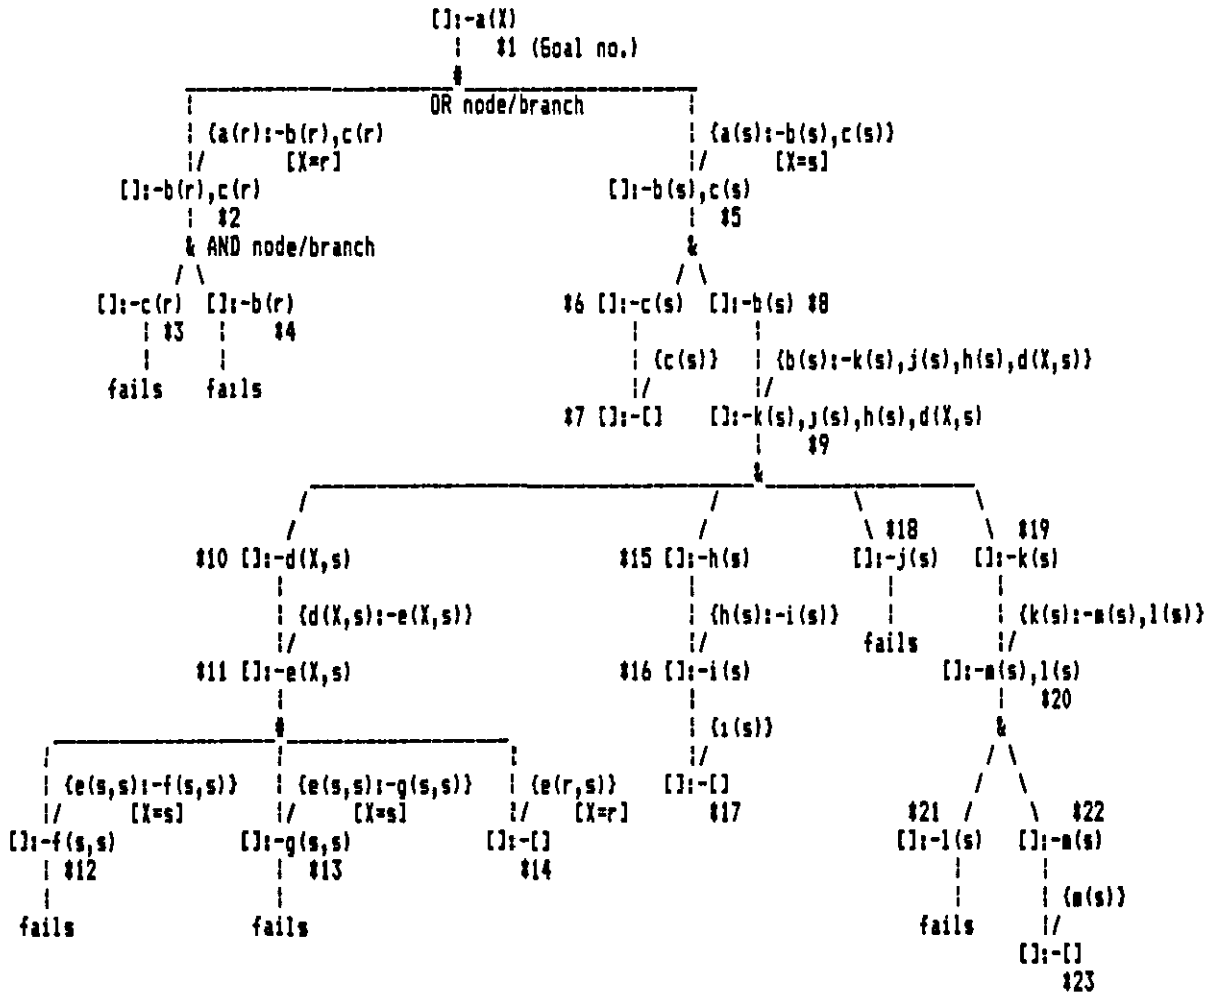 []:-a(X)
#1 (Goal no.)
#
OR node/branch
{a(r):-b(r),c(r) {a(s):-b(s),c(s)}
[X=r] [X=s]
[]:-b(r),c(r) []:-b(s),c(s)
#2 #5
& AND node/branch &
[]:-c(r) []:-b(r) #6 []:-c(s) []:-b(s) #8
#3 #4
{c(s)} {b(s):-k(s),j(s),h(s),d(X,s)}
fails fails
#7 []:-[] []:-k(s),j(s),h(s),d(X,s)
#9
&
#18 #19
#10 []:-d(X,s) #15 []:-h(s) []:-j(s) []:-k(s)
{d(X,s):-e(X,s)} {h(s):-i(s)} {k(s):-m(s),l(s)}
fails
#11 []:-e(X,s) #16 []:-i(s) []:-m(s),l(s)
#20
# {i(s)} &
{e(s,s):-f(s,s)} {e(s,s):-g(s,s)} {e(r,s)} []:-[]
[X=s] [X=s] [X=r] #17
#21 #22
[]:-f(s,s) []:-g(s,s) []:-[] []:-l(s) []:-m(s)
#12 #13 #14
{m(s)}
fails fails fails
[]:-[]
#23